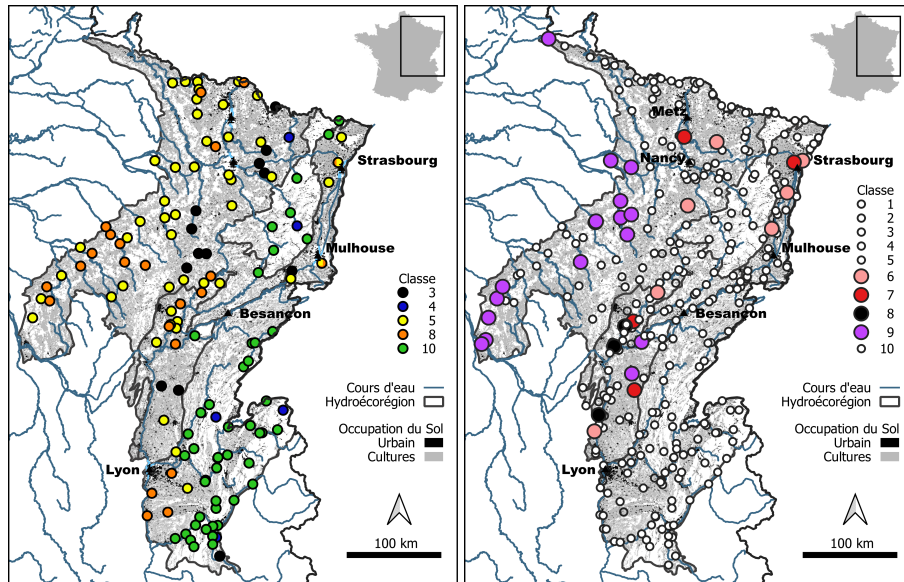 Strasbourg
Mulhouse
Classe
3
4
5
8
10
Besançon
Cours d'eau
Hydroécorégion
Occupation du Sol
Urbain
Cultures
Lyon
100 km
Metz
Nancy
Strasbourg
Classe
1
2
3
4
5
6
7
8
9
10
Mulhouse
Besançon
Cours d'eau
Hydroécorégion
Occupation du Sol
Urbain
Cultures
Lyon
100 km